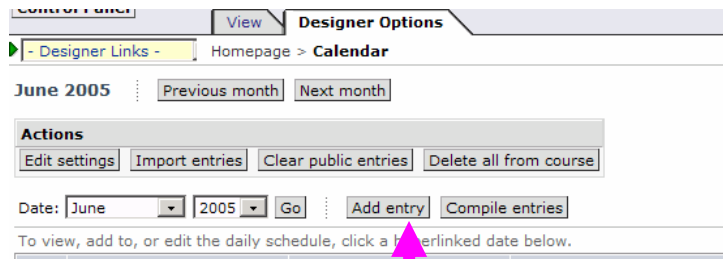 Control Panel
View Designer Options
- Designer Links - Homepage > Calendar
June 2005 Previous month Next month
Actions
Edit settings Import entries Clear public entries Delete all from course
Date: June 2005 Go Add entry Compile entries
To view, add to, or edit the daily schedule, click a date below.